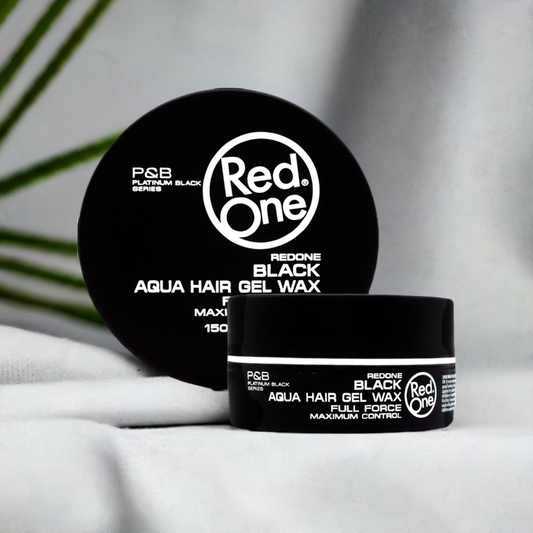 P&B
PLATINUM BLACK
SERIES
Red
One
®
REDONE
BLACK
AQUA HAIR GEL WAX
MAXI
150
P&B
PLATINUM BLACK
SERIES
REDONE
BLACK
AQUA HAIR GEL WAX
FULL FORCE
MAXIMUM CONTROL
Red
One